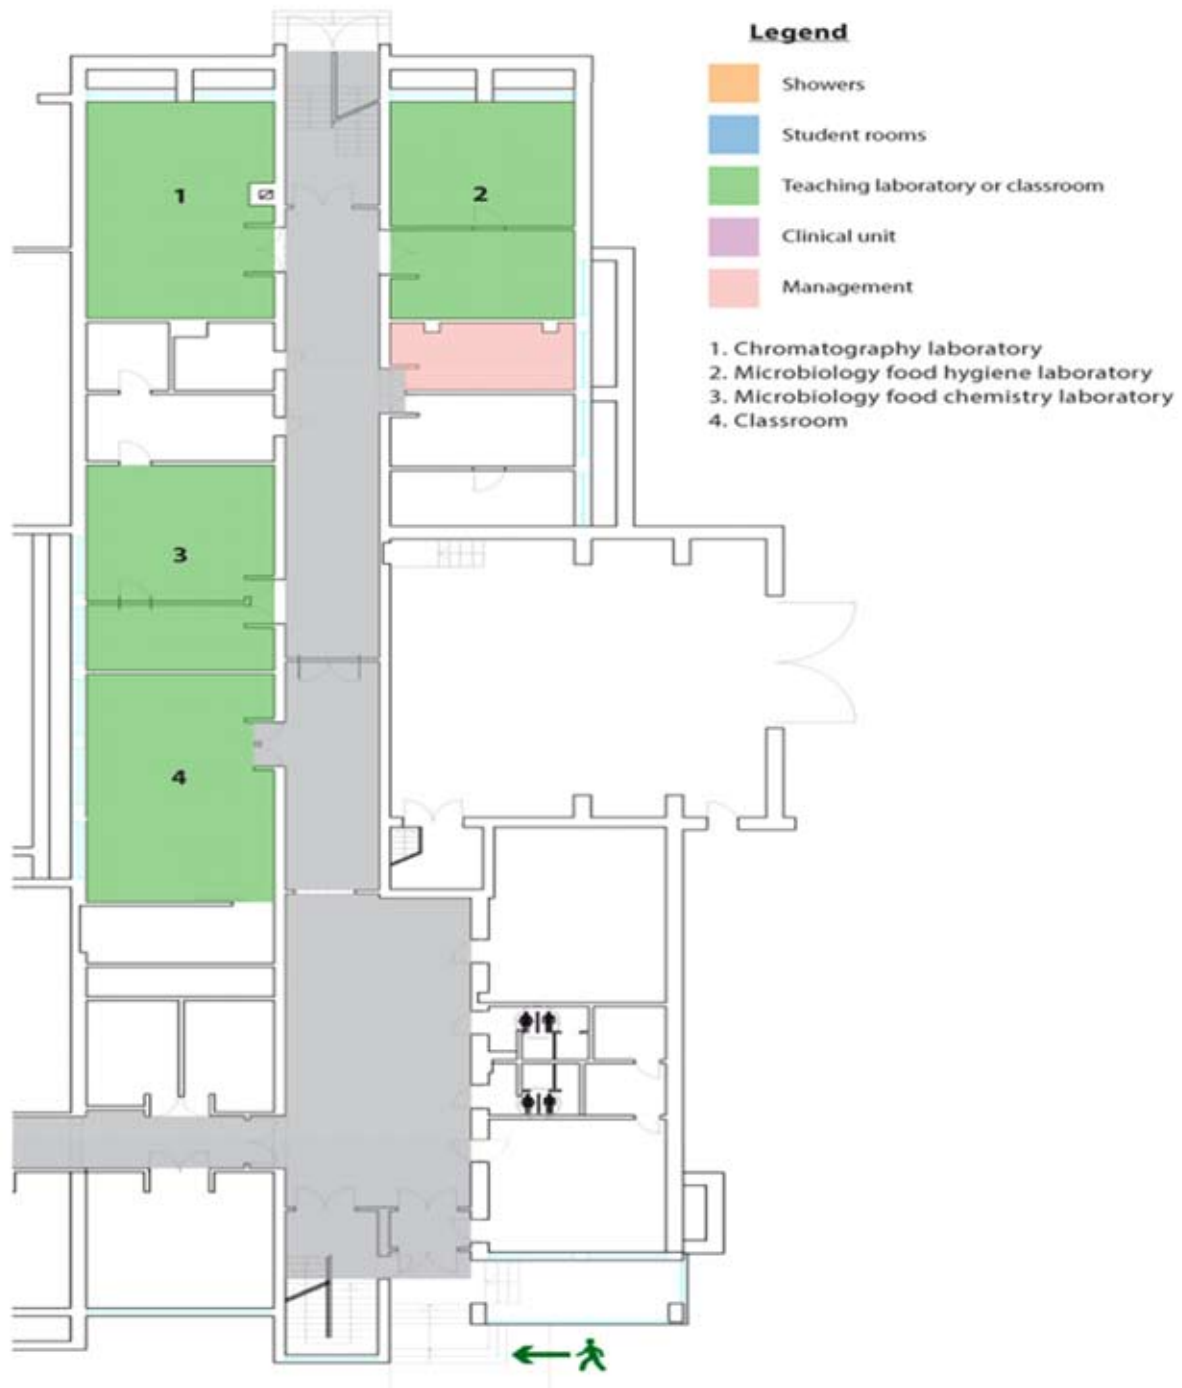 Legend
Showers
Student rooms
Teaching laboratory or classroom
Clinical unit
Management
1. Chromatography laboratory
2. Microbiology food hygiene laboratory
3. Microbiology food chemistry laboratory
4. Classroom
1
2
3
4